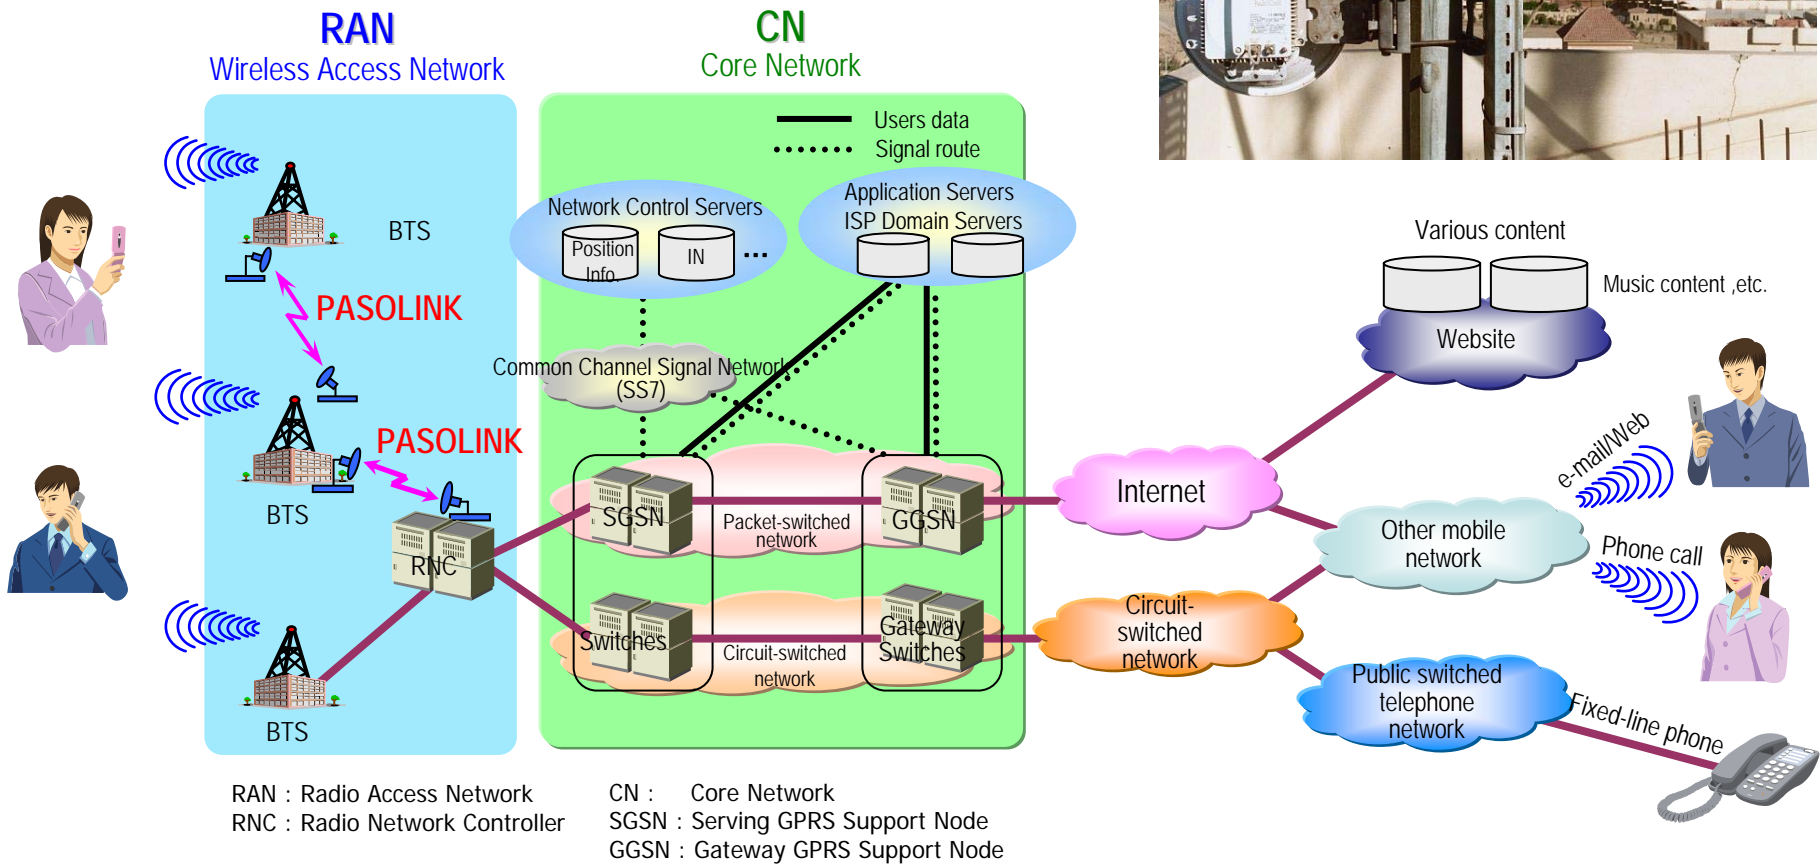 RAN
Wireless Access Network
CN
Core Network
Users data
Signal route
BTS
PASOLINK
PASOLINK
BTS
RNC
BTS
Network Control Servers
Position
Info.
IN
...
Application Servers
ISP Domain Servers
Common Channel Signal Network
(SS7)
SGSN
Packet-switched
network
GGSN
Switches
Circuit-switched
network
Gateway
Switches
Internet
Circuit-
switched
network
Various content
Music content ,etc.
Website
Other mobile
network
e-mail/Web
Phone call
Public switched
telephone
network
Fixed-line phone
RAN : Radio Access Network
RNC : Radio Network Controller
CN : Core Network
SGSN : Serving GPRS Support Node
GGSN : Gateway GPRS Support Node